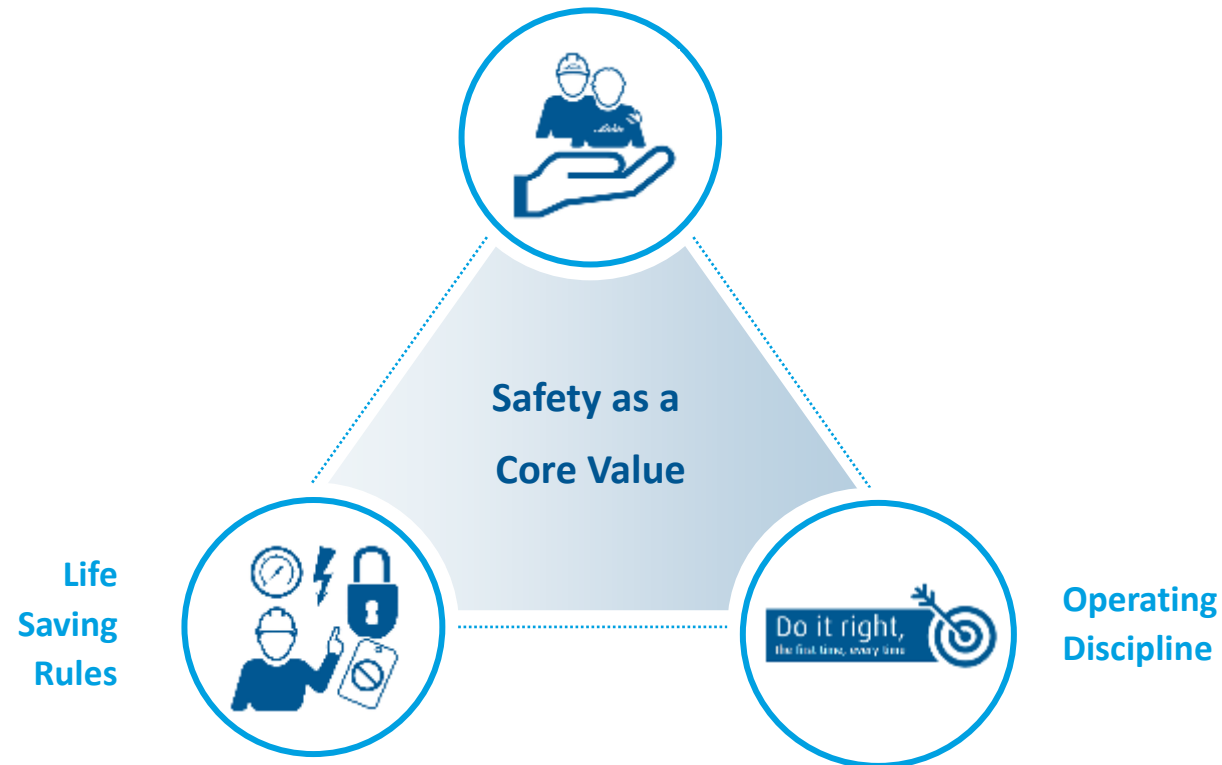 Safety as a
Core Value
Life
Saving
Rules
Do it right,
the first time, every time
Operating
Discipline